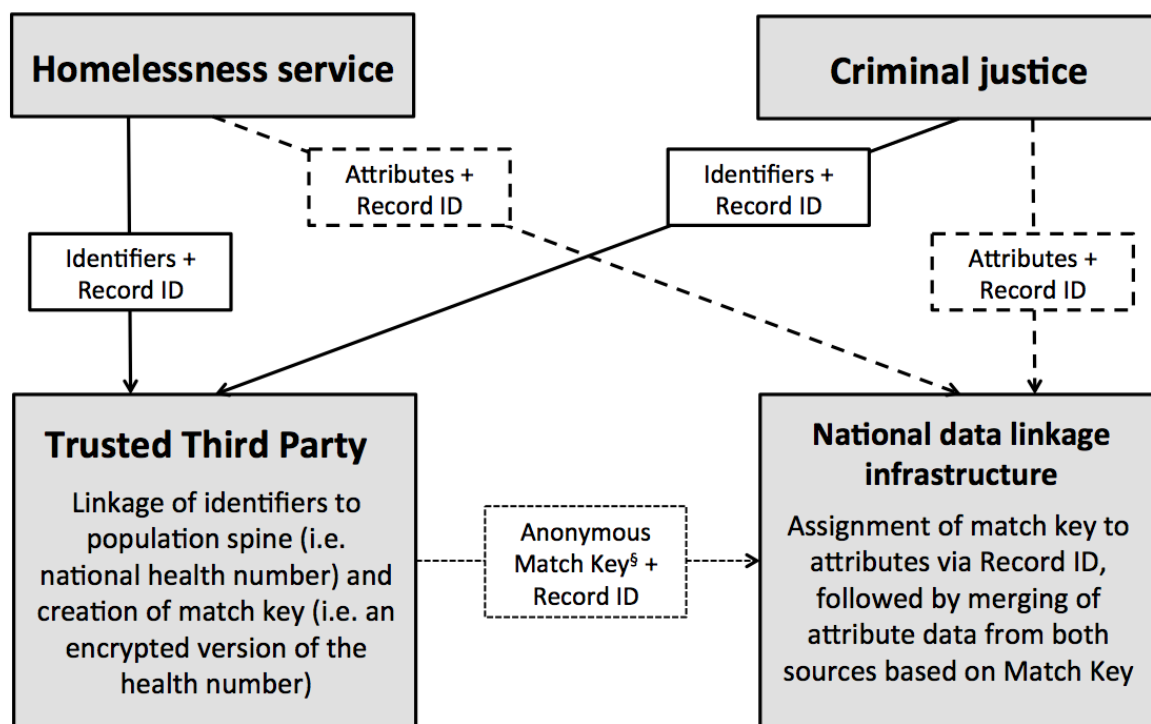 Homelessness service
Criminal justice
Attributes +
Record ID
Identifiers +
Record ID
Identifiers +
Record ID
Attributes +
Record ID
Trusted Third Party
Linkage of identifiers to
population spine (i.e.
national health number) and
creation of match key (i.e. an
encrypted version of the
health number)
Anonymous
Match Key§ +
Record ID
National data linkage
infrastructure
Assignment of match key to
attributes via Record ID,
followed by merging of
attribute data from both
sources based on Match Key